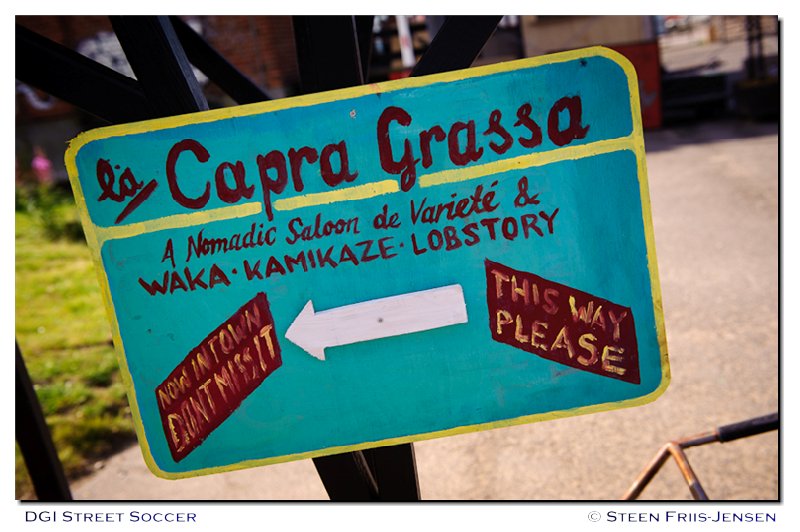 la Capra Grassa
A Nomadic Saloon de Varieté &
WAKA · KAMIKAZE · LOBSTORY
THIS WAY
PLEASE
NOW IN TOWN
DONT MISS IT
DGI Street Soccer
© Steen Friis-Jensen